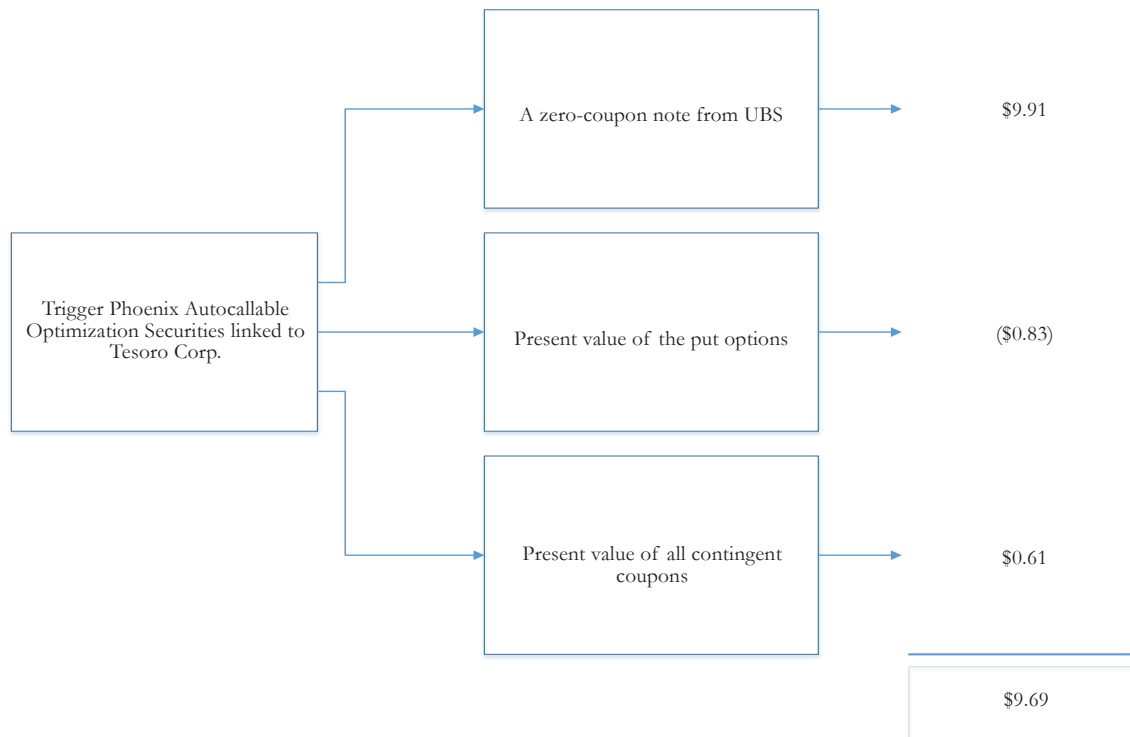 A zero-coupon note from UBS
$9.91
Trigger Phoenix Autocallable
Optimization Securities linked to
Tesoro Corp.
Present value of the put options
($0.83)
Present value of all contingent
coupons
$0.61
$9.69